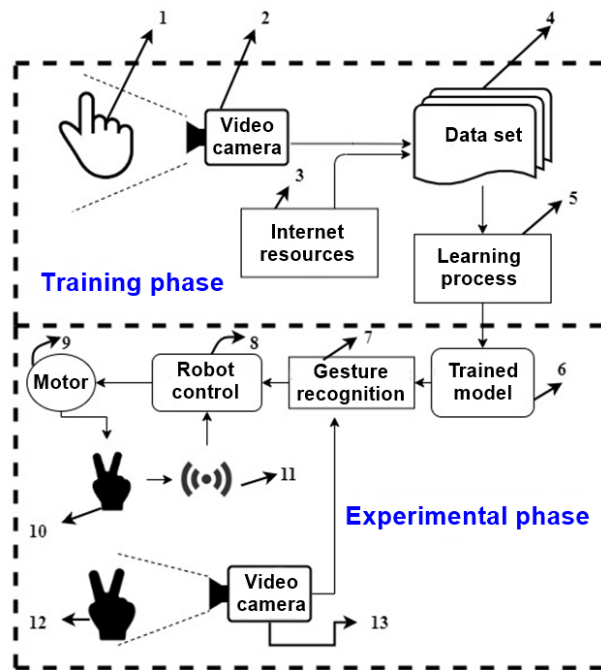 1
2
4
Video
camera
Data set
3
5
Internet
resources
Learning
process
Training phase
9
8
7
Motor
Robot
control
Gesture
recognition
Trained
model
6
11
10
Experimental phase
Video
camera
12
13